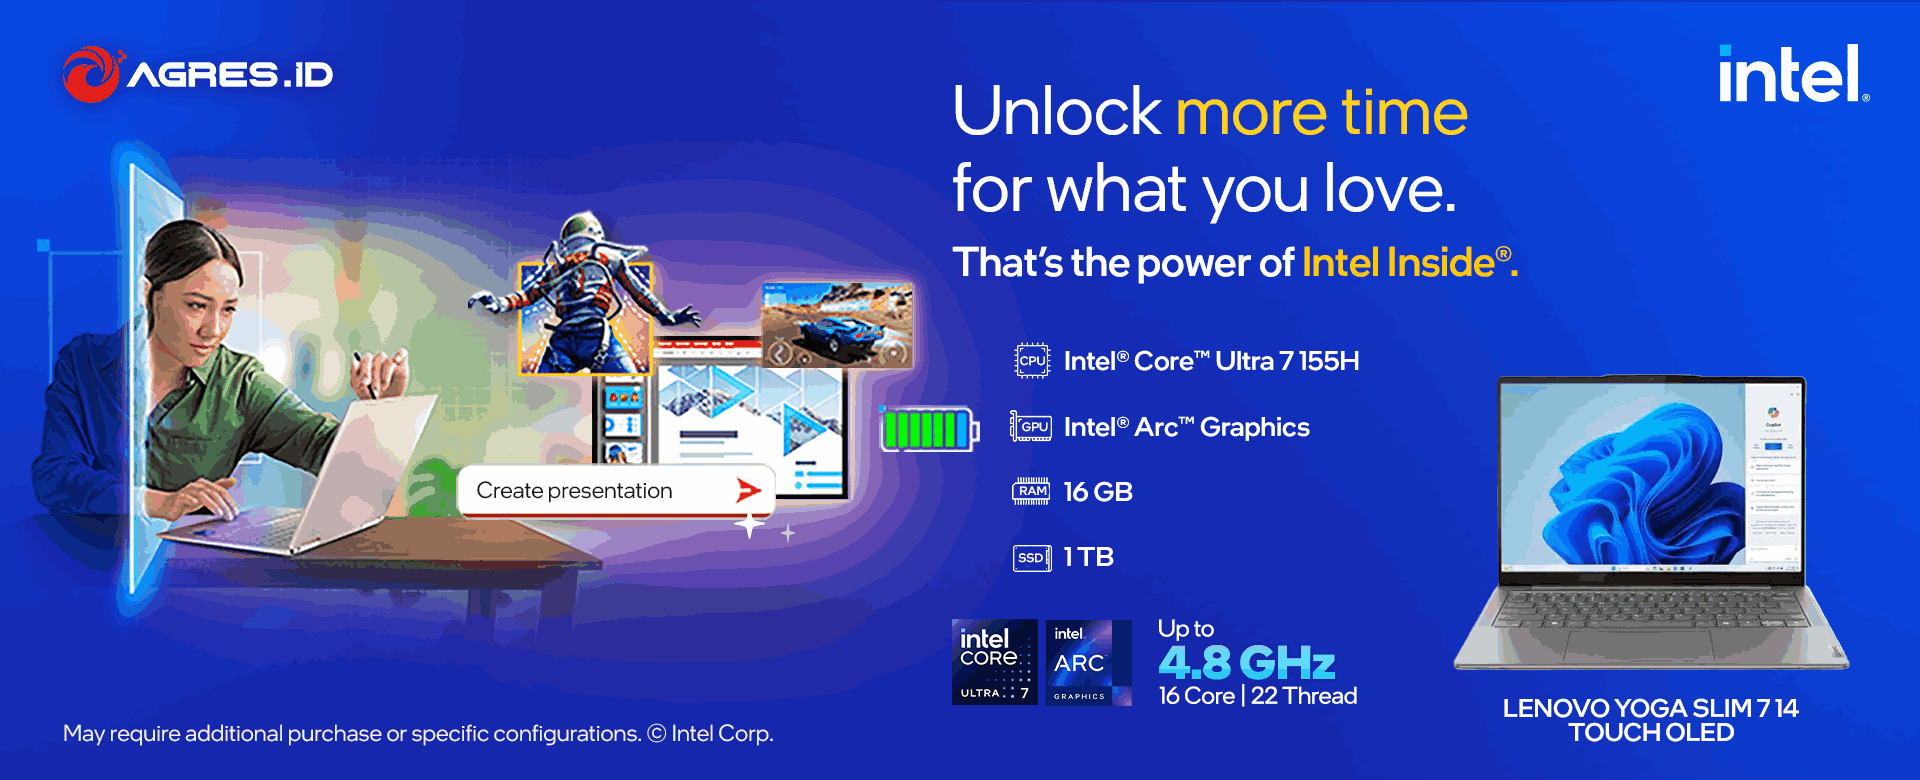 AGRES.ID
intel®
Unlock more time
for what you love.
That's the power of Intel Inside®.
CPU Intel® Core™ Ultra 7 155H
GPU Intel® Arc™ Graphics
RAM 16 GB
SSD 1 TB
Create presentation
intel
CORE
ULTRA 7
intel.
ARC
GRAPHICS
Up to
4.8 GHz
16 Core | 22 Thread
LENOVO YOGA SLIM 7 14
TOUCH OLED
May require additional purchase or specific configurations. © Intel Corp.